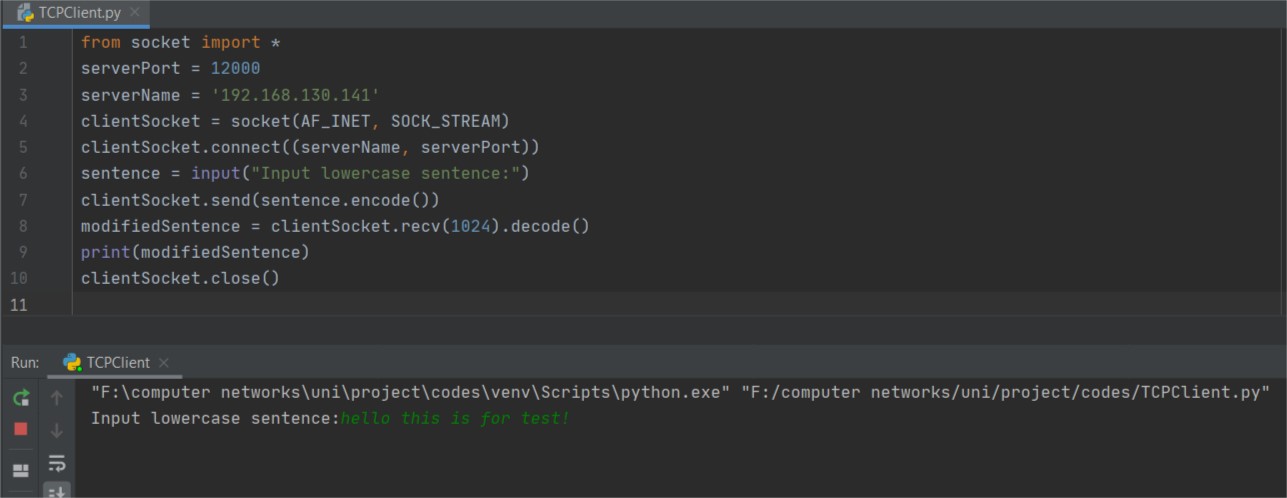 TCPClient.py
1 from socket import *
2 serverPort = 12000
3 serverName = '192.168.130.141'
4 clientSocket = socket(AF_INET, SOCK_STREAM)
5 clientSocket.connect((serverName, serverPort))
6 sentence = input("Input lowercase sentence:")
7 clientSocket.send(sentence.encode())
8 modifiedSentence = clientSocket.recv(1024).decode()
9 print(modifiedSentence)
10 clientSocket.close()
11
Run: TCPClient
"F:\computer networks\uni\project\codes\venv\Scripts\python.exe" "F:/computer networks/uni/project/codes/TCPClient.py"
Input lowercase sentence:hello this is for test!